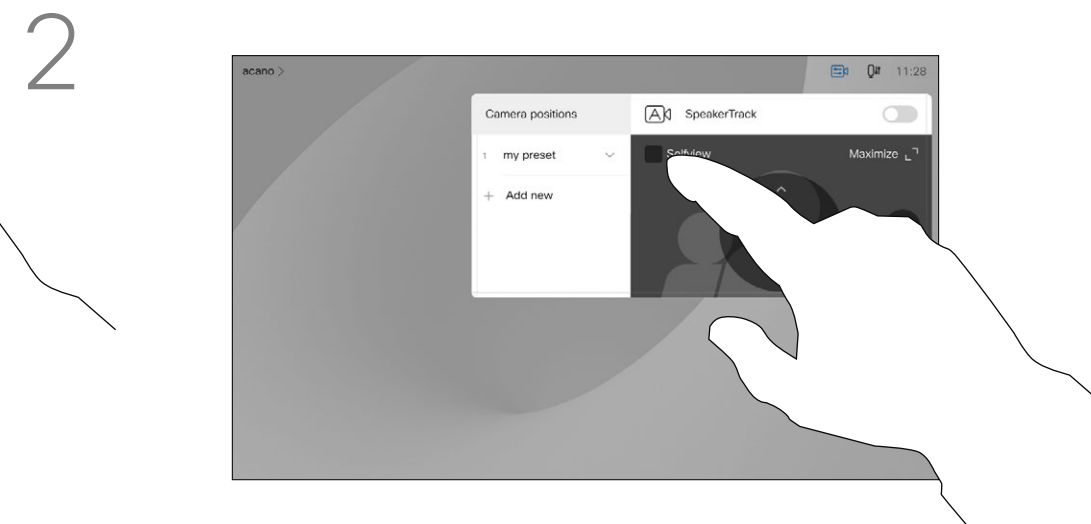 2
acano >
11:28
Camera positions
SpeakerTrack
1 my preset
+ Add new
Selfview
Maximize